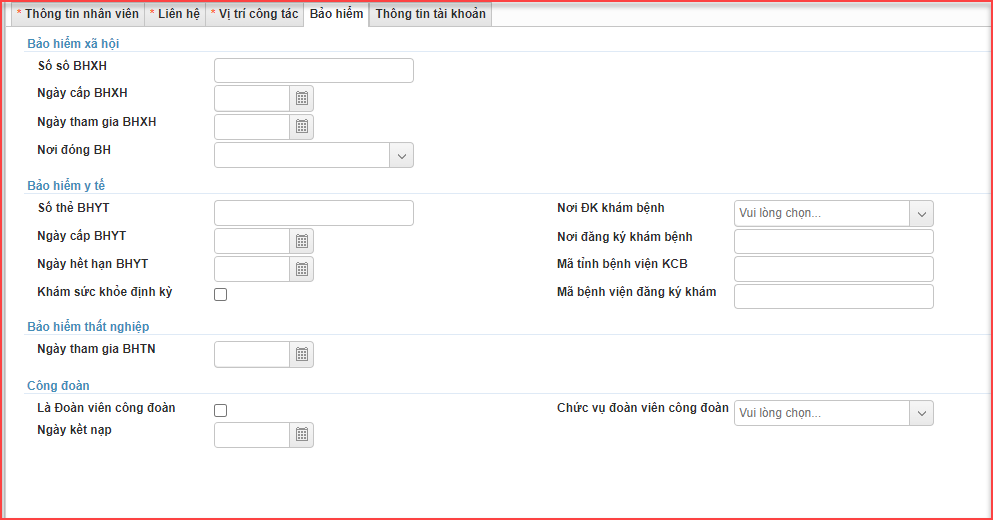 * Thông tin nhân viên * Liên hệ * Vị trí công tác Bảo hiểm Thông tin tài khoản
Bảo hiểm xã hội
Số sổ BHXH
Ngày cấp BHXH
Ngày tham gia BHXH
Nơi đóng BH
Bảo hiểm y tế
Số thẻ BHYT Nơi ĐK khám bệnh Vui lòng chọn...
Ngày cấp BHYT Nơi đăng ký khám bệnh
Ngày hết hạn BHYT Mã tỉnh bệnh viện KCB
Khám sức khỏe định kỳ Mã bệnh viện đăng ký khám
Bảo hiểm thất nghiệp
Ngày tham gia BHTN
Công đoàn
Là Đoàn viên công đoàn Chức vụ đoàn viên công đoàn Vui lòng chọn...
Ngày kết nạp